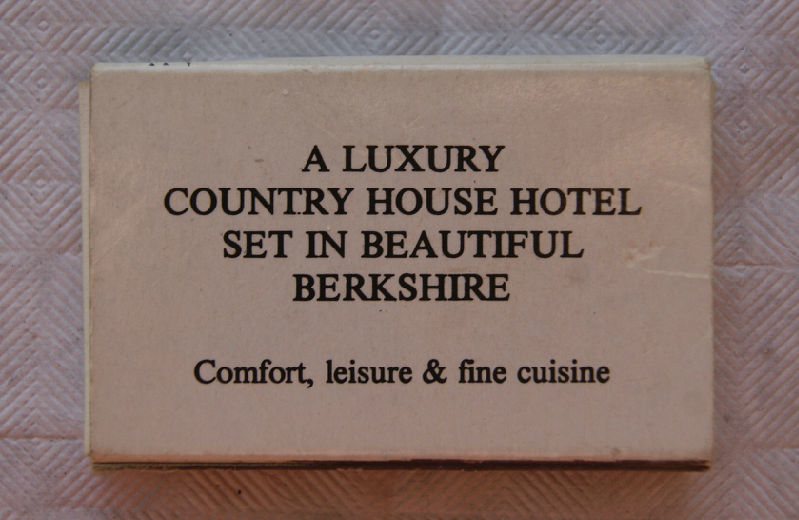 A LUXURY
COUNTRY HOUSE HOTEL
SET IN BEAUTIFUL
BERKSHIRE
Comfort, leisure & fine cuisine